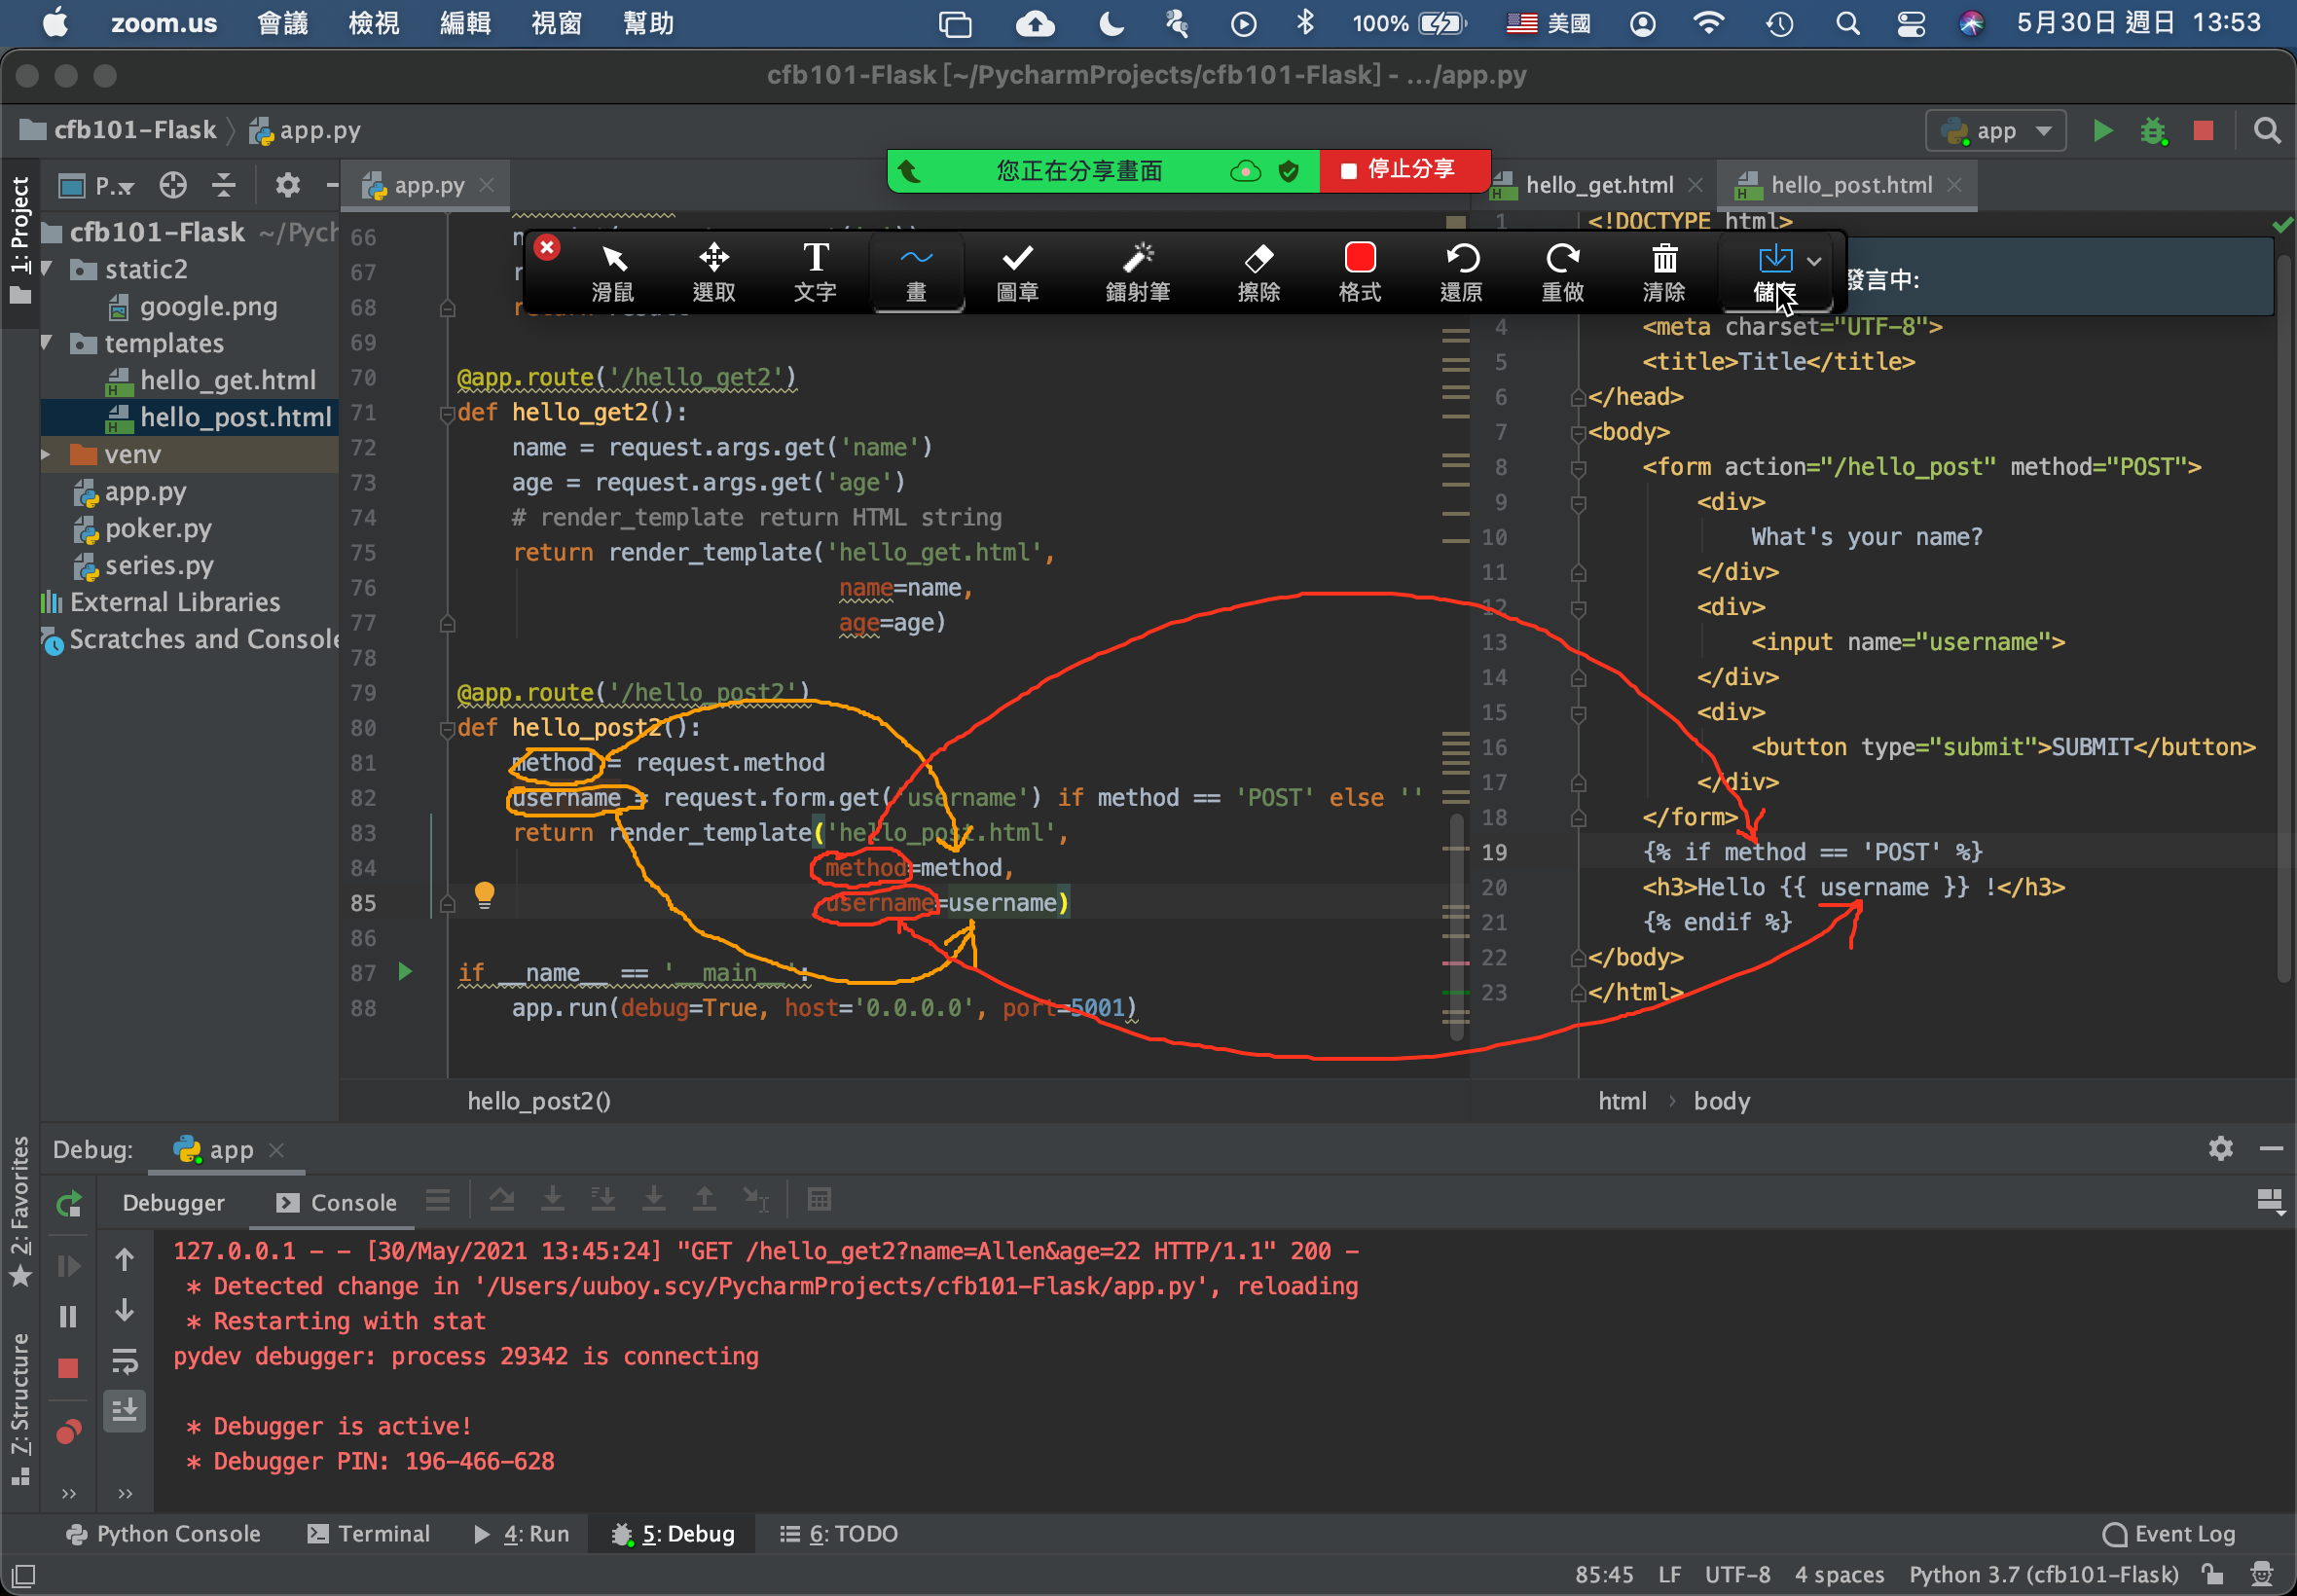 zoom.us 會議 檢視 編輯 視窗 幫助 100% 美國 5月30日 週日 13:53
cfb101-Flask [~/PycharmProjects/cfb101-Flask] - .../app.py
cfb101-Flask app.py app
您正在分享畫面 停止分享
P... app.py hello_get.html hello_post.html
滑鼠 選取 文字 畫 圖章 鐳射筆 擦除 格式 還原 重做 清除 儲存
發言中:
1: Project
cfb101-Flask ~/Pych
static2
google.png
templates
hello_get.html
hello_post.html
venv
app.py
poker.py
series.py
External Libraries
Scratches and Console
66
67
68 return result
69
70 @app.route('/hello_get2')
71 def hello_get2():
72 name = request.args.get('name')
73 age = request.args.get('age')
74 # render_template return HTML string
75 return render_template('hello_get.html',
76 name=name,
77 age=age)
78
79 @app.route('/hello_post2')
80 def hello_post2():
81 method = request.method
82 username = request.form.get('username') if method == 'POST' else ''
83 return render_template('hello_post.html',
84 method=method,
85 username=username)
86
87 if __name__ == '__main__':
88 app.run(debug=True, host='0.0.0.0', port=5001)
hello_post2()
1 <!DOCTYPE html>
4 <meta charset="UTF-8">
5 <title>Title</title>
6 </head>
7 <body>
8 <form action="/hello_post" method="POST">
9 <div>
10 What's your name?
11 </div>
12 <div>
13 <input name="username">
14 </div>
15 <div>
16 <button type="submit">SUBMIT</button>
17 </div>
18 </form>
19 {% if method == 'POST' %}
20 <h3>Hello {{ username }} !</h3>
21 {% endif %}
22 </body>
23 </html>
html › body
Debug: app
Debugger Console
127.0.0.1 - - [30/May/2021 13:45:24] "GET /hello_get2?name=Allen&age=22 HTTP/1.1" 200 -
* Detected change in '/Users/uuboy.scy/PycharmProjects/cfb101-Flask/app.py', reloading
* Restarting with stat
pydev debugger: process 29342 is connecting
* Debugger is active!
* Debugger PIN: 196-466-628
2: Favorites
7: Structure
Python Console Terminal 4: Run 5: Debug 6: TODO Event Log
85:45 LF UTF-8 4 spaces Python 3.7 (cfb101-Flask)